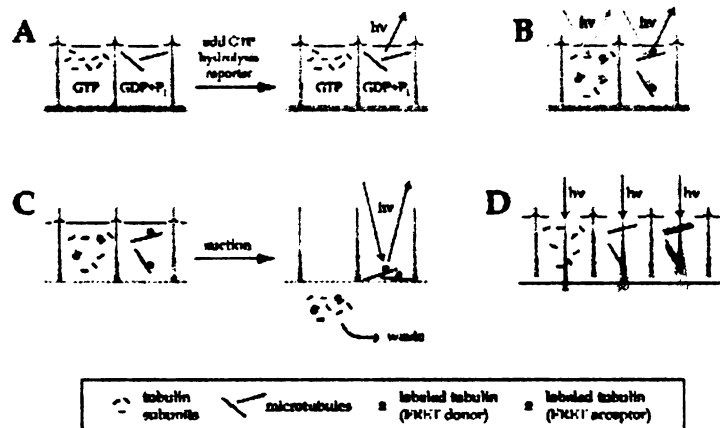 A
add GTP
hydrolysis
reporter
hν
GTP
GDP+Pi
GTP
GDP+Pi
B
hν
hν
C
suction
hν
waste
D
hν
hν
hν
tubulin
subunits
microtubules
labeled tubulin
(FRET donor)
labeled tubulin
(FRET acceptor)